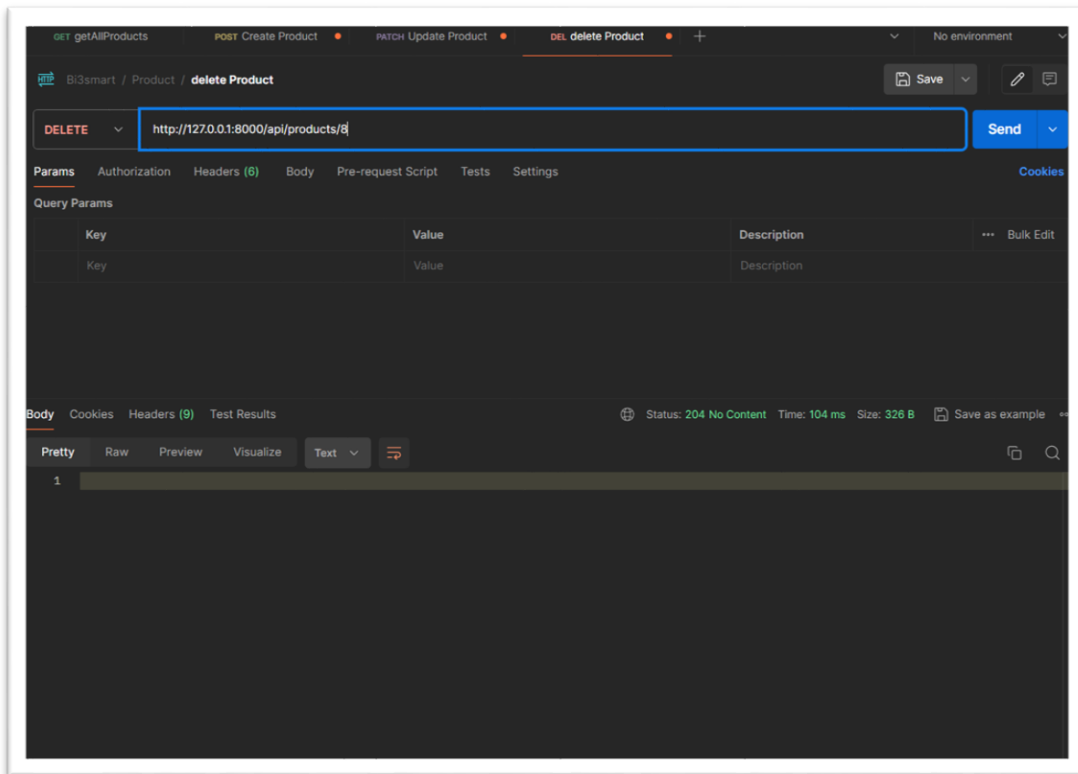 GET getAllProducts POST Create Product PATCH Update Product DEL delete Product + No environment
HTTP Bi3smart / Product / delete Product Save
DELETE http://127.0.0.1:8000/api/products/8 Send
Params Authorization Headers (6) Body Pre-request Script Tests Settings Cookies
Query Params
Key Value Description ••• Bulk Edit
Key Value Description
Body Cookies Headers (9) Test Results Status: 204 No Content Time: 104 ms Size: 326 B Save as example
Pretty Raw Preview Visualize Text
1